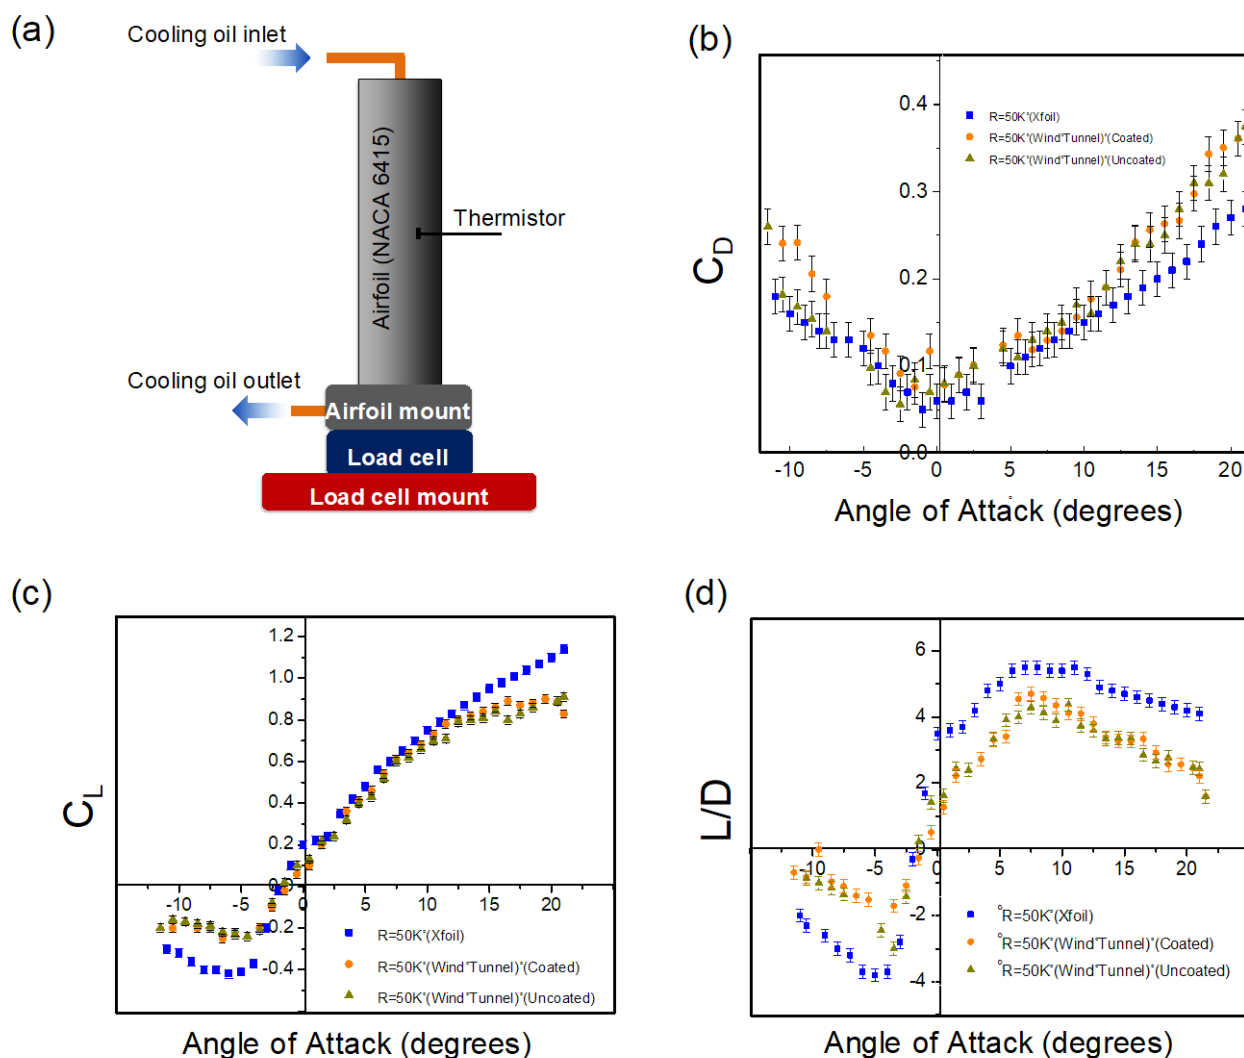 (a)
Cooling oil inlet
Airfoil (NACA 6415)
Thermistor
Cooling oil outlet
Airfoil mount
Load cell
Load cell mount
(b)
0.4
0.3
0.2
0.1
0.0
C_D
R=50K°(Xfoil)
R=50K°(Wind°Tunnel)°(Coated)
R=50K°(Wind°Tunnel)°(Uncoated)
-10 -5 0 5 10 15 20
Angle of Attack (degrees)
(c)
1.2
1.0
0.8
0.6
0.4
0.2
0.0
-0.2
-0.4
C_L
-10 -5 0 5 10 15 20
R=50K°(Xfoil)
R=50K°(Wind°Tunnel)°(Coated)
R=50K°(Wind°Tunnel)°(Uncoated)
Angle of Attack (degrees)
(d)
6
4
2
0
-2
-4
L/D
-10 -5 0 5 10 15 20
°R=50K°(Xfoil)
°R=50K°(Wind°Tunnel)°(Coated)
°R=50K°(Wind°Tunnel)°(Uncoated)
Angle of Attack (degrees)